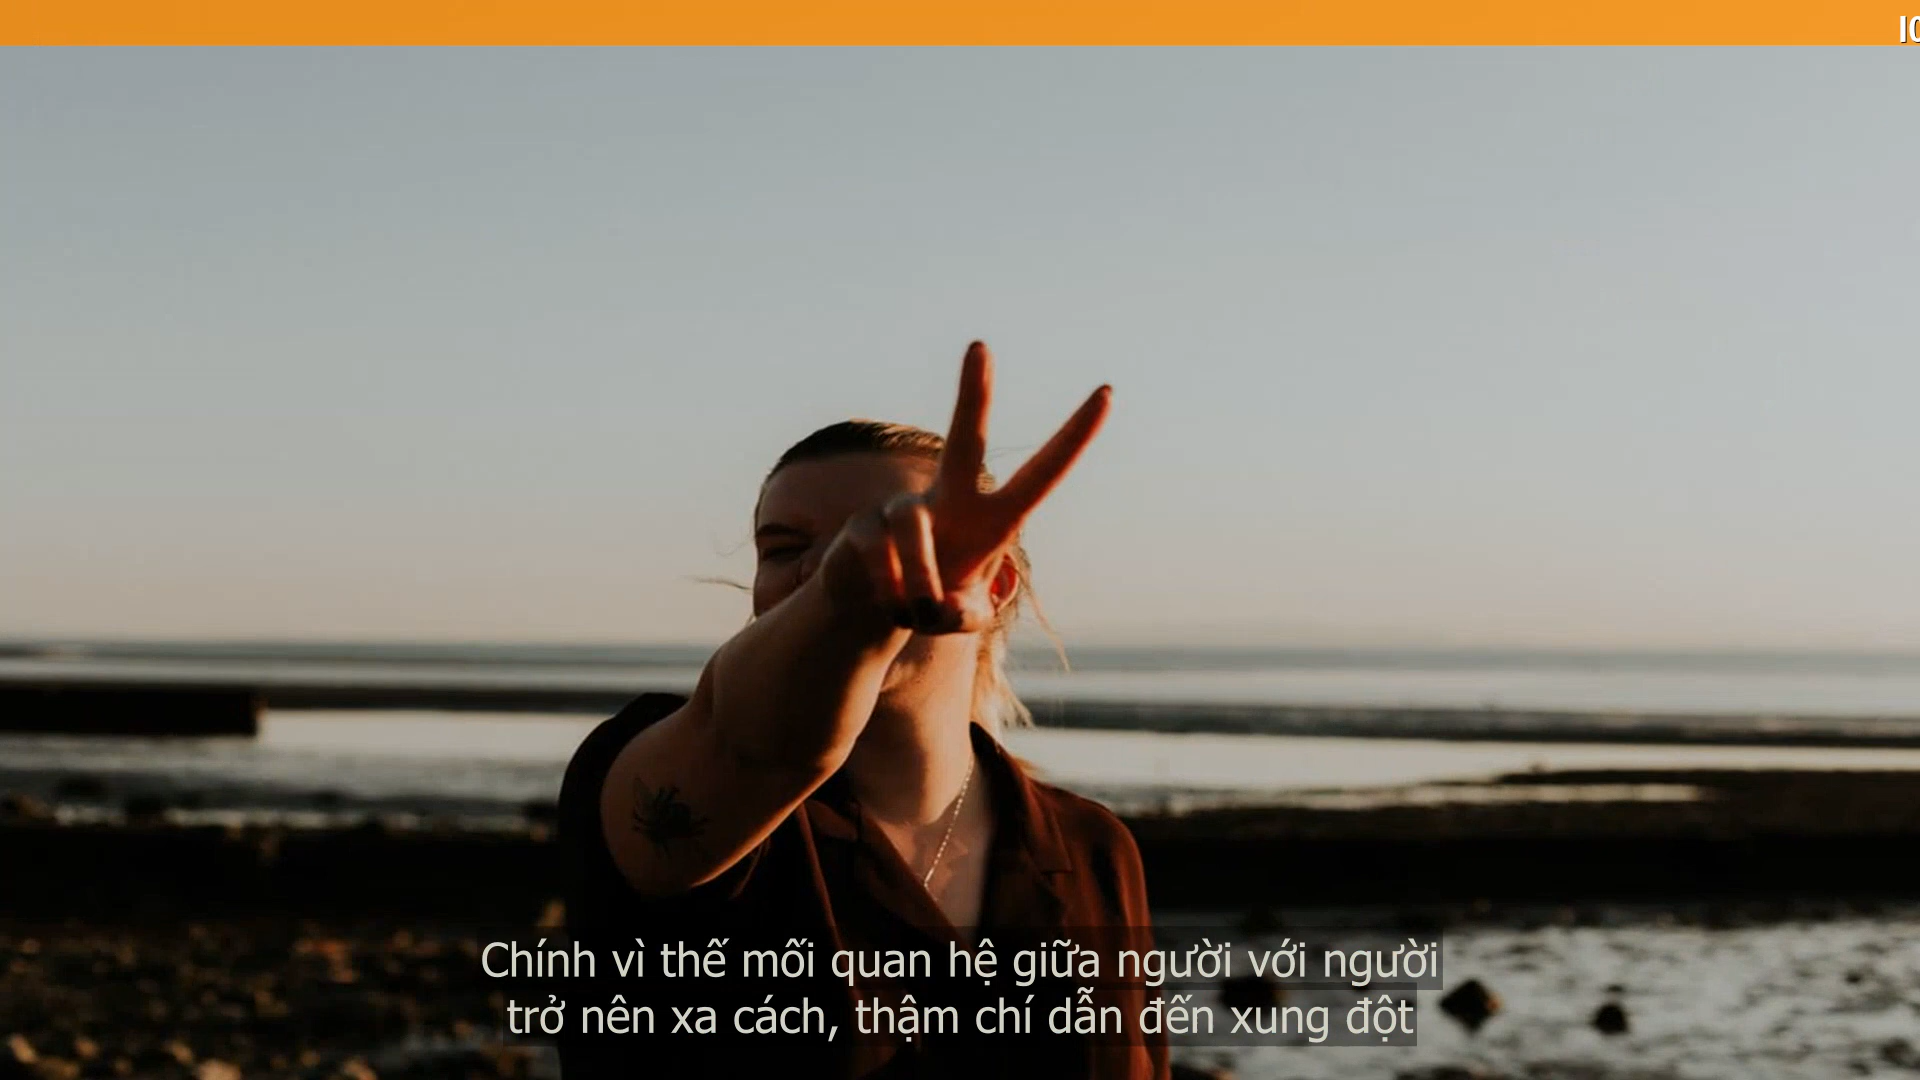 Chính vì thế mối quan hệ giữa người với người
trở nên xa cách, thậm chí dẫn đến xung đột